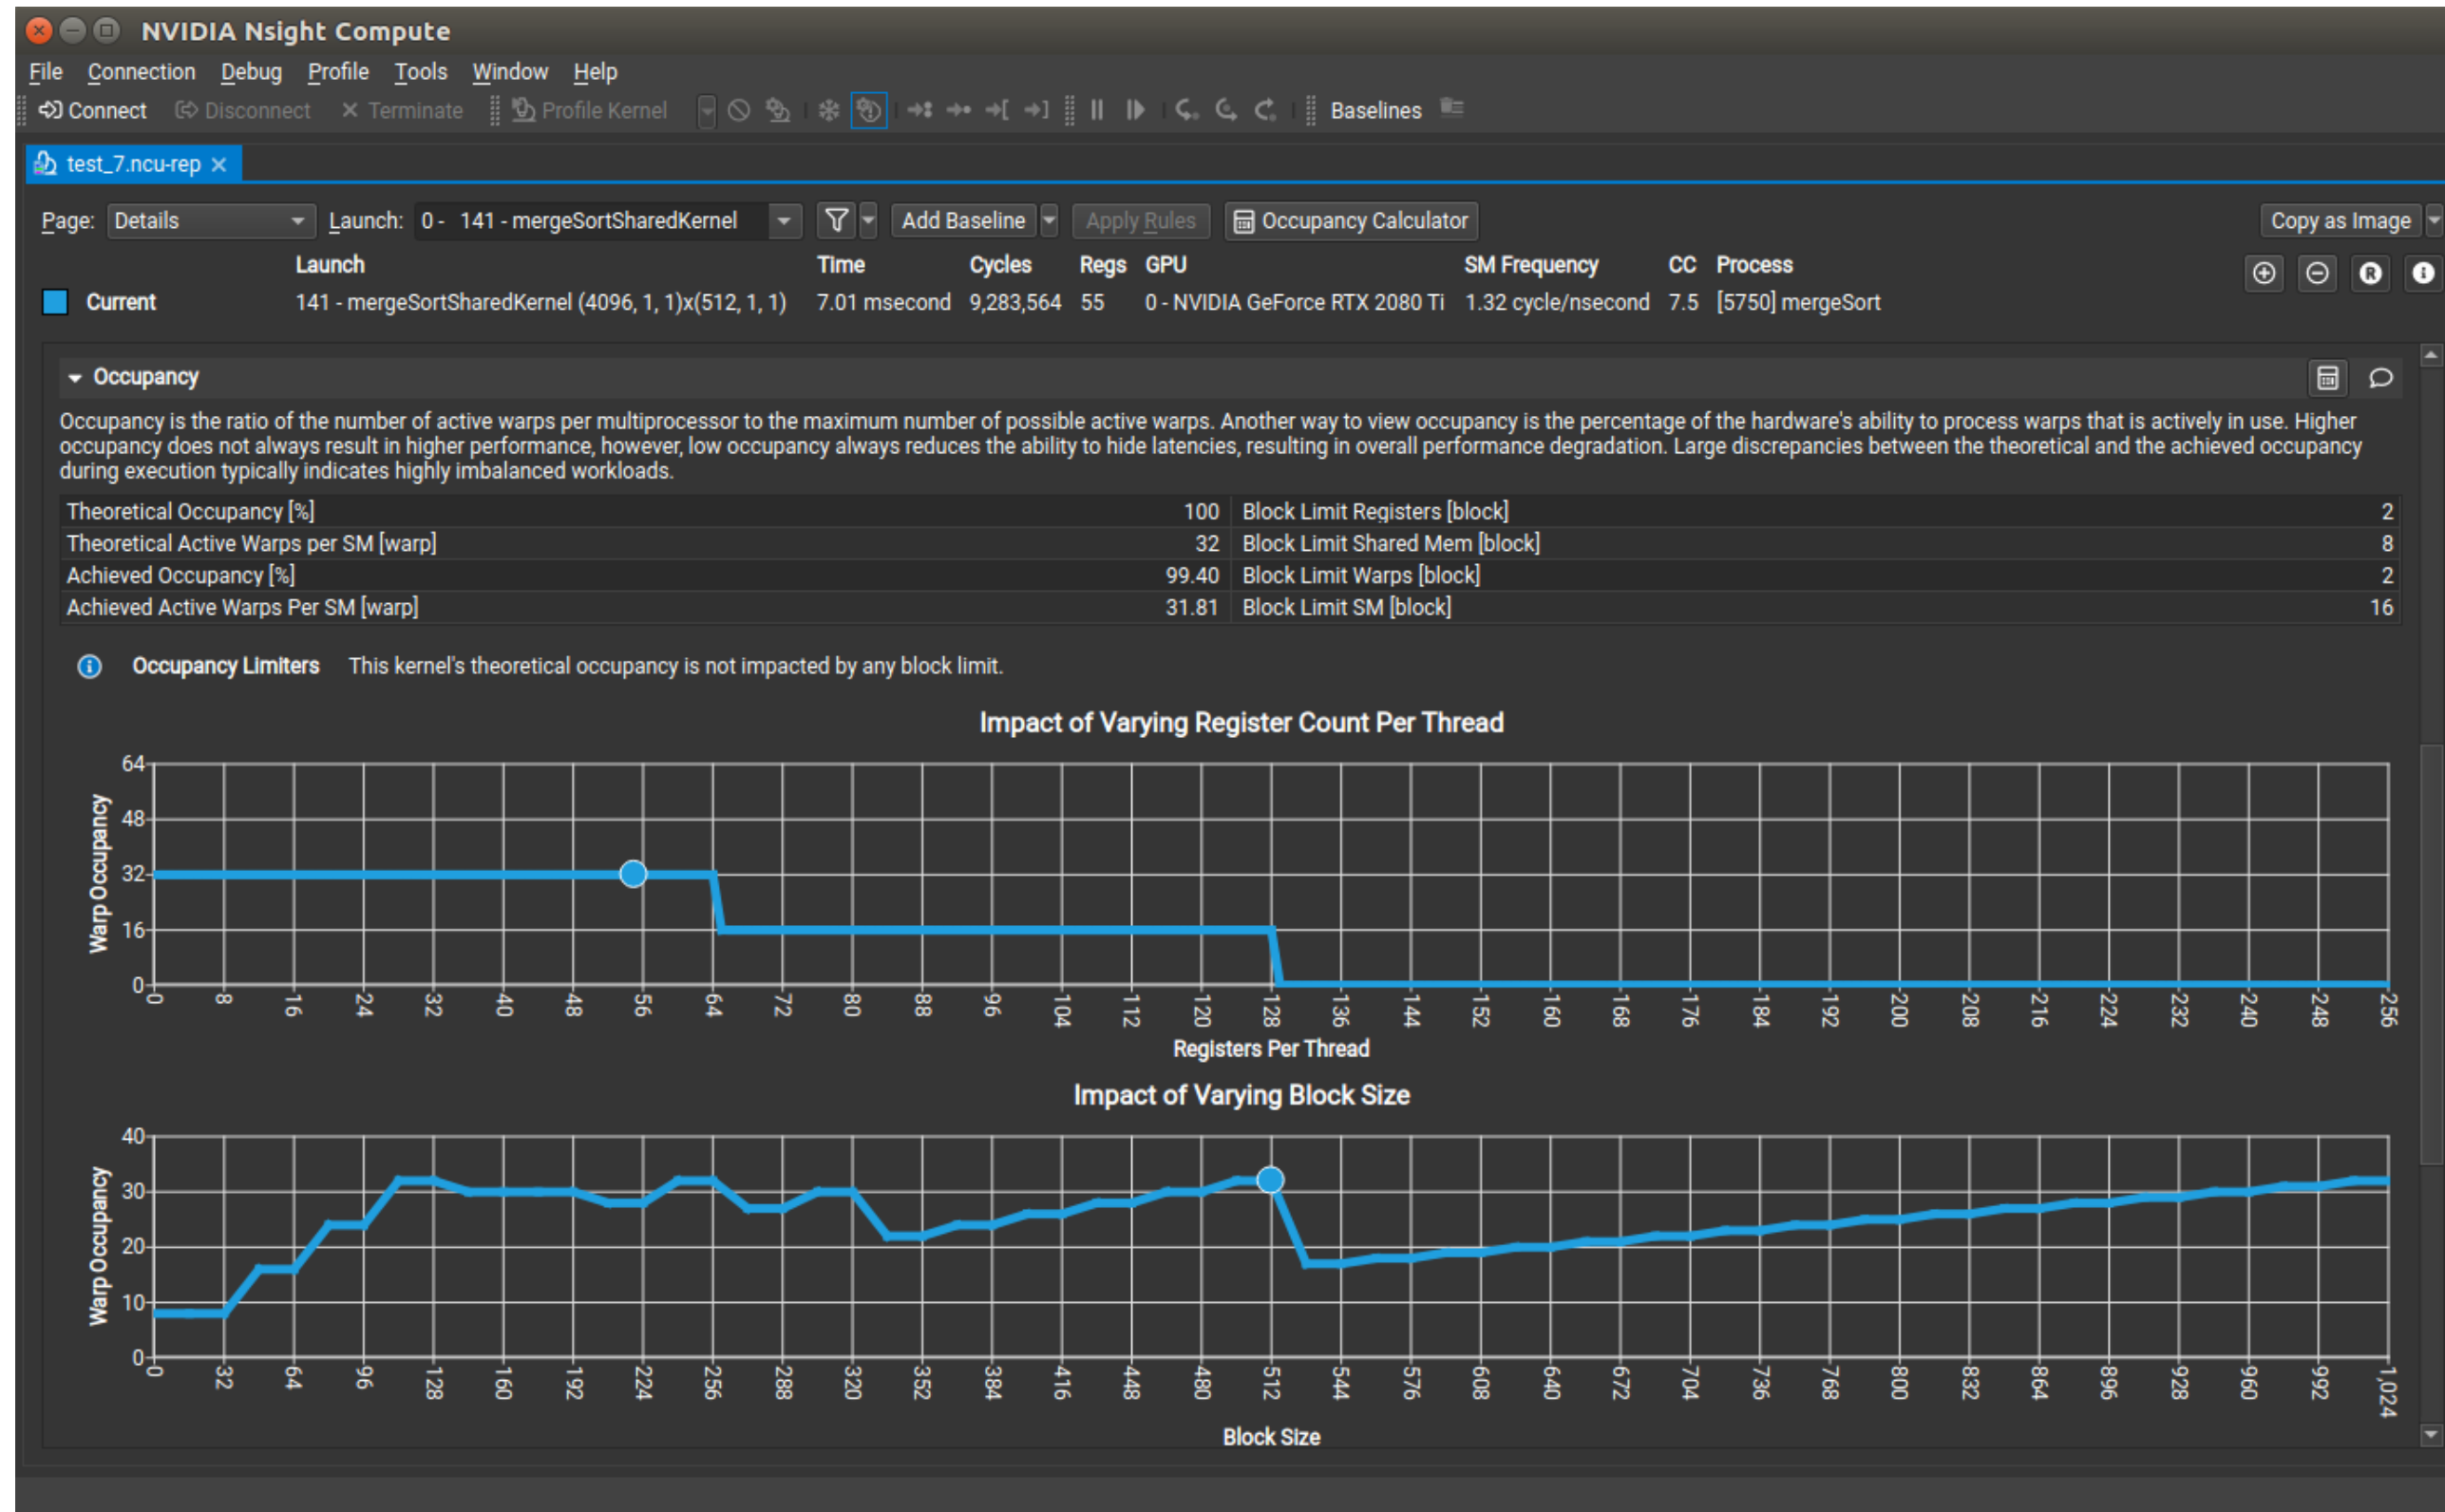 NVIDIA Nsight Compute
File Connection Debug Profile Tools Window Help
Connect Disconnect Terminate Profile Kernel Baselines
test_7.ncu-rep
Page: Details Launch: 0 - 141 - mergeSortSharedKernel Add Baseline Apply Rules Occupancy Calculator Copy as Image
Launch Time Cycles Regs GPU SM Frequency CC Process
Current 141 - mergeSortSharedKernel (4096, 1, 1)x(512, 1, 1) 7.01 msecond 9,283,564 55 0 - NVIDIA GeForce RTX 2080 Ti 1.32 cycle/nsecond 7.5 [5750] mergeSort
Occupancy
Occupancy is the ratio of the number of active warps per multiprocessor to the maximum number of possible active warps. Another way to view occupancy is the percentage of the hardware's ability to process warps that is actively in use. Higher
occupancy does not always result in higher performance, however, low occupancy always reduces the ability to hide latencies, resulting in overall performance degradation. Large discrepancies between the theoretical and the achieved occupancy
during execution typically indicates highly imbalanced workloads.
Theoretical Occupancy [%] 100 Block Limit Registers [block] 2
Theoretical Active Warps per SM [warp] 32 Block Limit Shared Mem [block] 8
Achieved Occupancy [%] 99.40 Block Limit Warps [block] 2
Achieved Active Warps Per SM [warp] 31.81 Block Limit SM [block] 16
Occupancy Limiters This kernel's theoretical occupancy is not impacted by any block limit.
Impact of Varying Register Count Per Thread
Warp Occupancy
64
48
32
16
0
0 8 16 24 32 40 48 56 64 72 80 88 96 104 112 120 128 136 144 152 160 168 176 184 192 200 208 216 224 232 240 248 256
Registers Per Thread
Impact of Varying Block Size
Warp Occupancy
40
30
20
10
0
0 32 64 96 128 160 192 224 256 288 320 352 384 416 448 480 512 544 576 608 640 672 704 736 768 800 832 864 896 928 960 992 1,024
Block Size